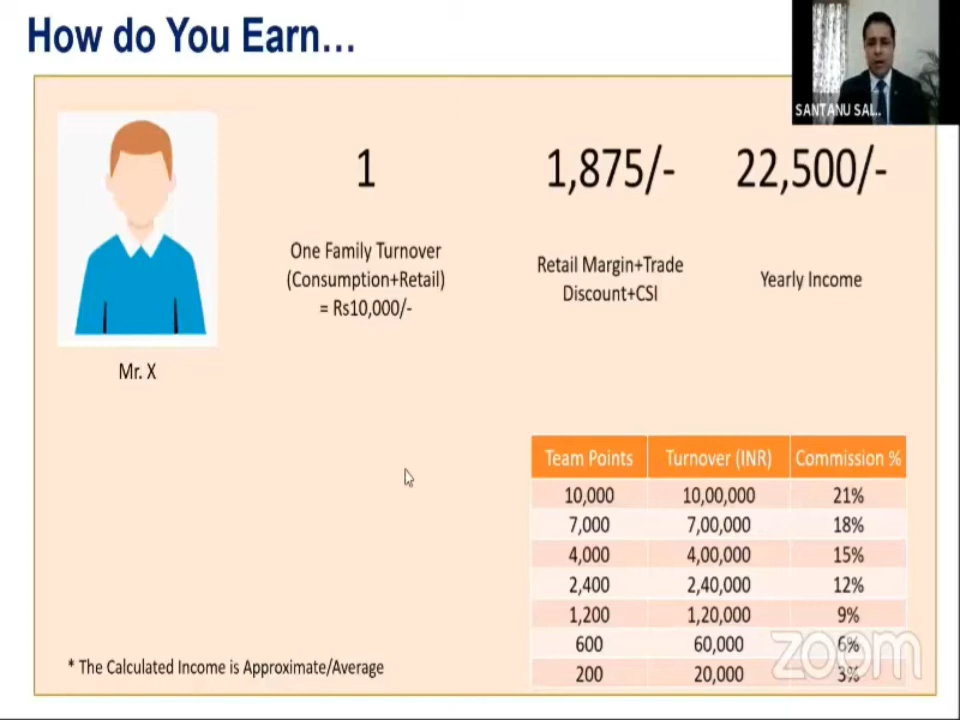 How do You Earn...
SANTANU SAL..
1
1,875/-
22,500/-
One Family Turnover
(Consumption+Retail)
= Rs10,000/-
Retail Margin+Trade
Discount+CSI
Yearly Income
Mr. X
Team Points Turnover (INR) Commission %
10,000 10,00,000 21%
7,000 7,00,000 18%
4,000 4,00,000 15%
2,400 2,40,000 12%
1,200 1,20,000 9%
600 60,000 6%
200 20,000 3%
zoom
* The Calculated Income is Approximate/Average